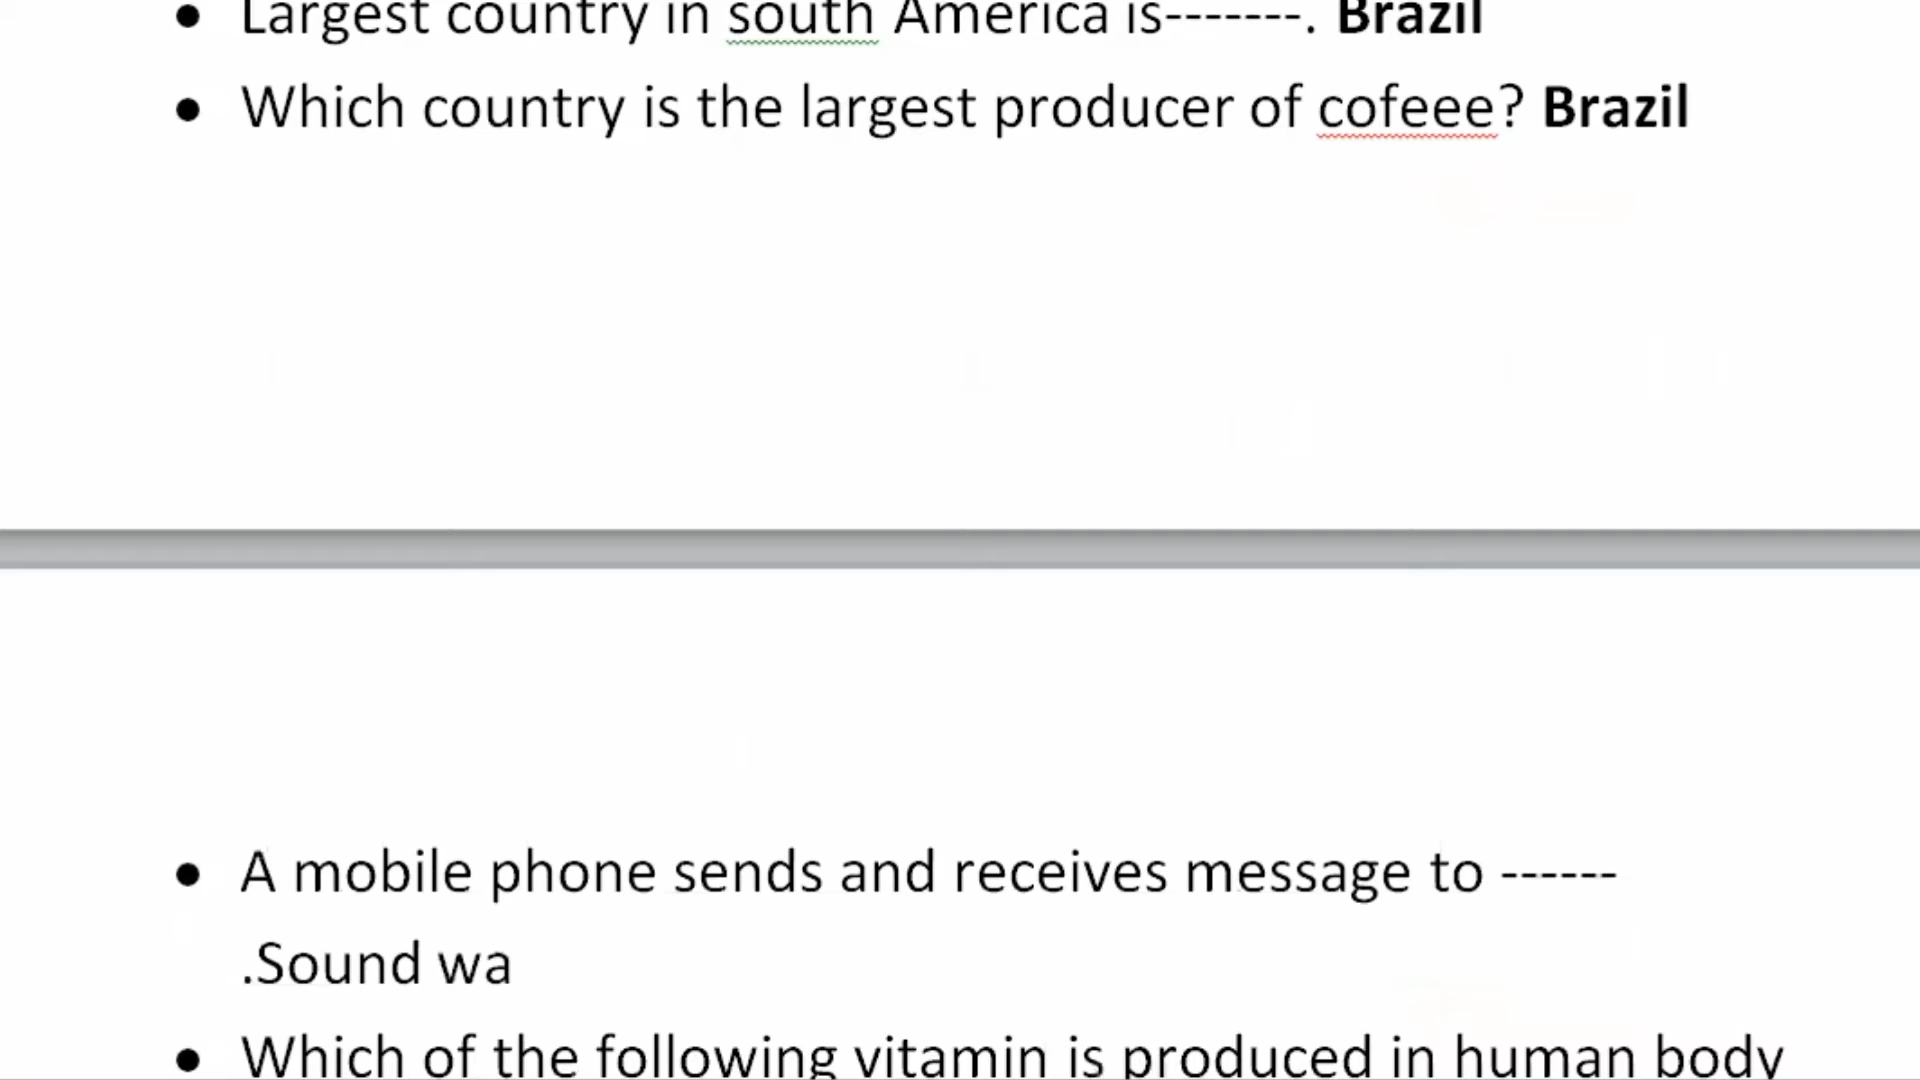 • Largest country in south America is-------. Brazil
• Which country is the largest producer of cofeee? Brazil
• A mobile phone sends and receives message to ------
.Sound wa
• Which of the following vitamin is produced in human body